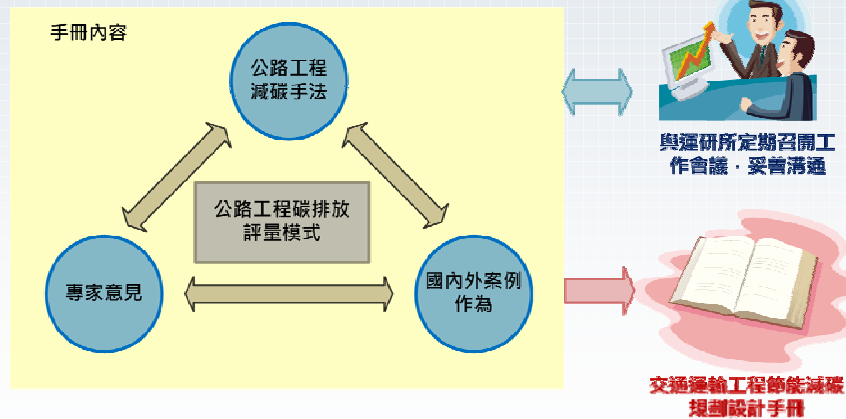 手冊內容
公路工程
減碳手法
公路工程碳排放
評量模式
專家意見
國內外案例
作為
與運研所定期召開工
作會議，妥善溝通
交通運輸工程節能減碳
規劃設計手冊